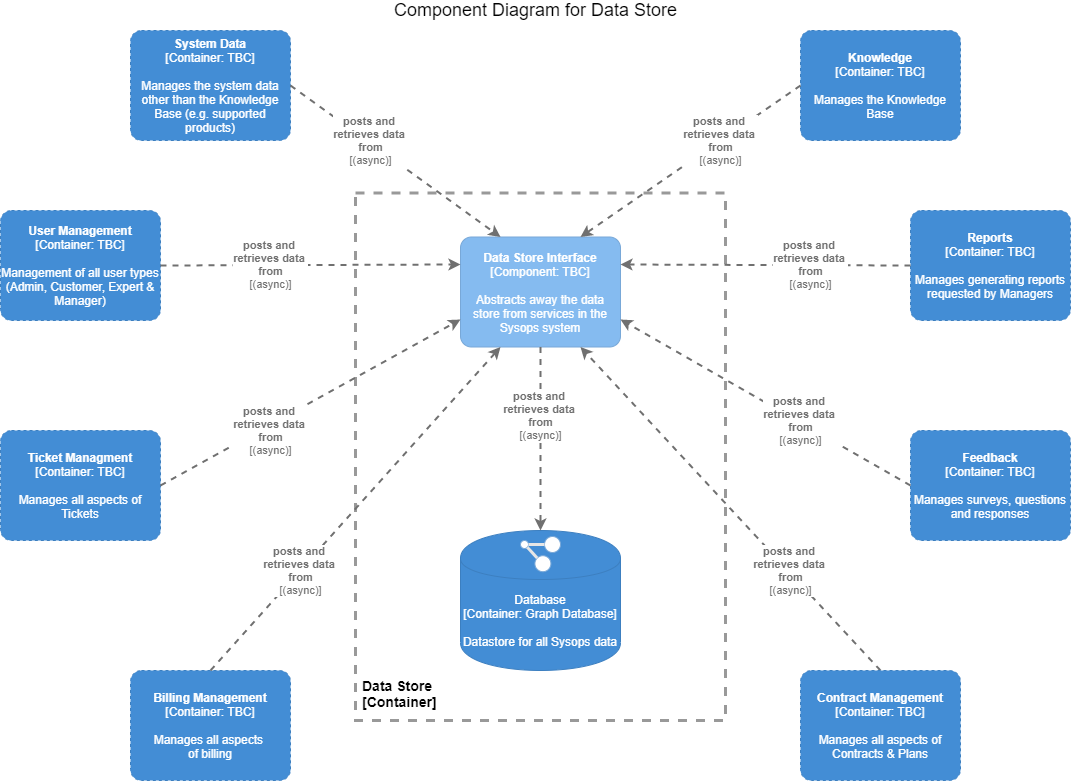 Component Diagram for Data Store
System Data
[Container: TBC]
Manages the system data
other than the Knowledge
Base (e.g. supported
products)
Knowledge
[Container: TBC]
Manages the Knowledge
Base
posts and
retrieves data
from
[(async)]
posts and
retrieves data
from
[(async)]
User Management
[Container: TBC]
Management of all user types
(Admin, Customer, Expert &
Manager)
posts and
retrieves data
from
[(async)]
Data Store Interface
[Component: TBC]
Abstracts away the data
store from services in the
Sysops system
posts and
retrieves data
from
[(async)]
Reports
[Container: TBC]
Manages generating reports
requested by Managers
posts and
retrieves data
from
[(async)]
posts and
retrieves data
from
[(async)]
posts and
retrieves data
from
[(async)]
Ticket Managment
[Container: TBC]
Manages all aspects of
Tickets
Feedback
[Container: TBC]
Manages surveys, questions
and responses
posts and
retrieves data
from
[(async)]
posts and
retrieves data
from
[(async)]
Database
[Container: Graph Database]
Datastore for all Sysops data
Data Store
[Container]
Billing Management
[Container: TBC]
Manages all aspects
of billing
Contract Management
[Container: TBC]
Manages all aspects of
Contracts & Plans